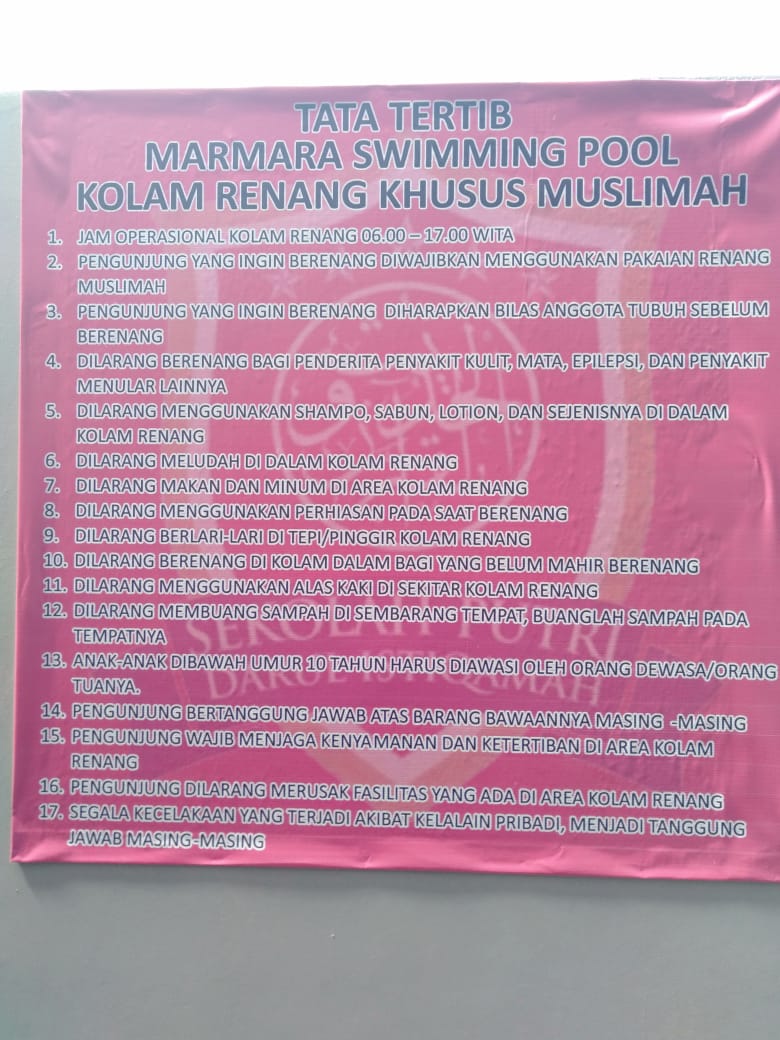 TATA TERTIB
MARMARA SWIMMING POOL
KOLAM RENANG KHUSUS MUSLIMAH
1. JAM OPERASIONAL KOLAM RENANG 06.00 – 17.00 WITA
2. PENGUNJUNG YANG INGIN BERENANG DIWAJIBKAN MENGGUNAKAN PAKAIAN RENANG
MUSLIMAH
3. PENGUNJUNG YANG INGIN BERENANG DIHARAPKAN BILAS ANGGOTA TUBUH SEBELUM
BERENANG
4. DILARANG BERENANG BAGI PENDERITA PENYAKIT KULIT, MATA, EPILEPSI, DAN PENYAKIT
MENULAR LAINNYA
5. DILARANG MENGGUNAKAN SHAMPO, SABUN, LOTION, DAN SEJENISNYA DI DALAM
KOLAM RENANG
6. DILARANG MELUDAH DI DALAM KOLAM RENANG
7. DILARANG MAKAN DAN MINUM DI AREA KOLAM RENANG
8. DILARANG MENGGUNAKAN PERHIASAN PADA SAAT BERENANG
9. DILARANG BERLARI-LARI DI TEPI/PINGGIR KOLAM RENANG
10. DILARANG BERENANG DI KOLAM DALAM BAGI YANG BELUM MAHIR BERENANG
11. DILARANG MENGGUNAKAN ALAS KAKI DI SEKITAR KOLAM RENANG
12. DILARANG MEMBUANG SAMPAH DI SEMBARANG TEMPAT, BUANGLAH SAMPAH PADA
TEMPATNYA
13. ANAK-ANAK DIBAWAH UMUR 10 TAHUN HARUS DIAWASI OLEH ORANG DEWASA/ORANG
TUANYA.
14. PENGUNJUNG BERTANGGUNG JAWAB ATAS BARANG BAWAANNYA MASING -MASING
15. PENGUNJUNG WAJIB MENJAGA KENYAMANAN DAN KETERTIBAN DI AREA KOLAM
RENANG
16. PENGUNJUNG DILARANG MERUSAK FASILITAS YANG ADA DI AREA KOLAM RENANG
17. SEGALA KECELAKAAN YANG TERJADI AKIBAT KELALAIN PRIBADI, MENJADI TANGGUNG
JAWAB MASING-MASING
SEKOLAH PUTRI
DARUL ISTIQAMAH